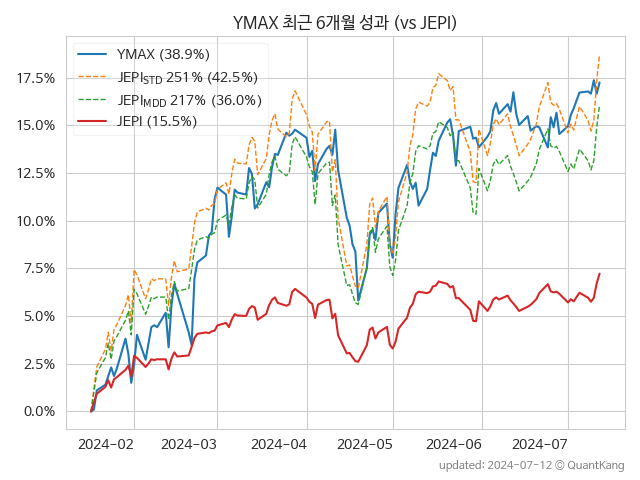 YMAX 최근 6개월 성과 (vs JEPI)
YMAX (38.9%)
JEPI_STD 251% (42.5%)
JEPI_MDD 217% (36.0%)
JEPI (15.5%)
17.5%
15.0%
12.5%
10.0%
7.5%
5.0%
2.5%
0.0%
2024-02 2024-03 2024-04 2024-05 2024-06 2024-07
updated: 2024-07-12 © QuantKang